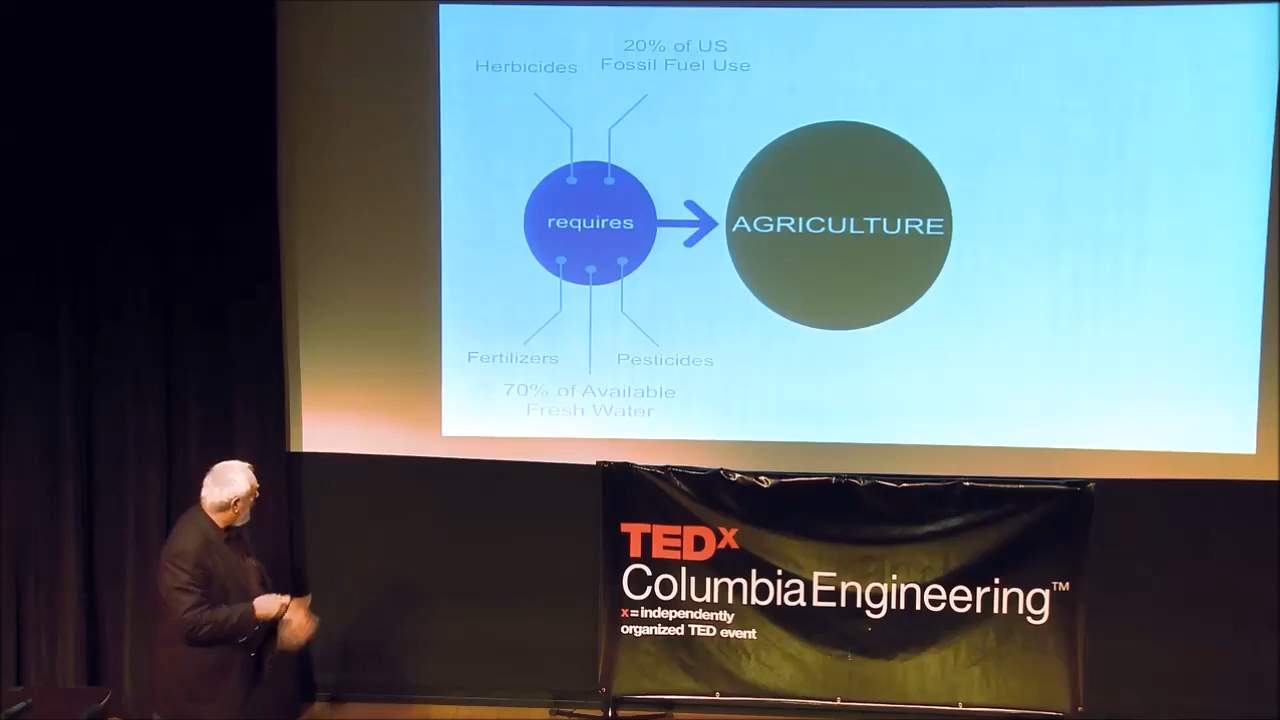 20% of US
Fossil Fuel Use
Herbicides
requires
AGRICULTURE
Fertilizers
Pesticides
70% of Available
Fresh Water
TEDx
ColumbiaEngineering™
x=independently
organized TED event